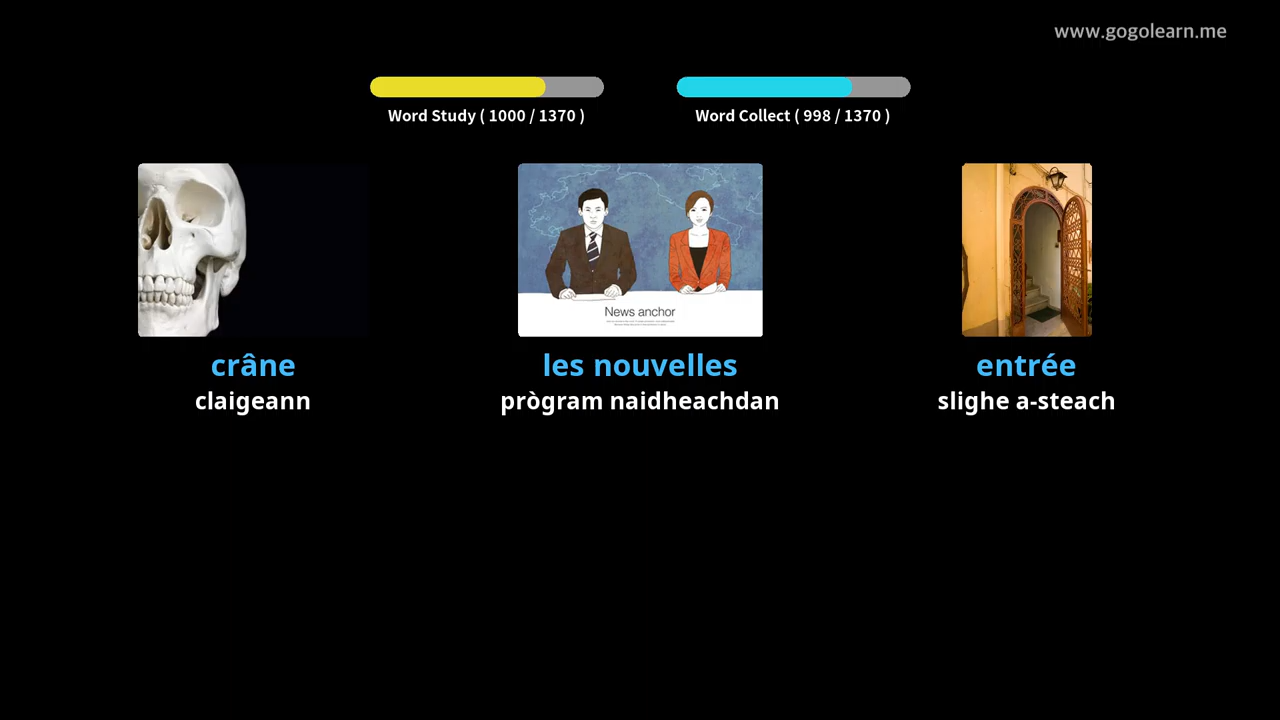 www.gogolearn.me
Word Study ( 1000 / 1370 )
Word Collect ( 998 / 1370 )
News anchor
crâne
les nouvelles
entrée
claigeann
prògram naidheachdan
slighe a-steach